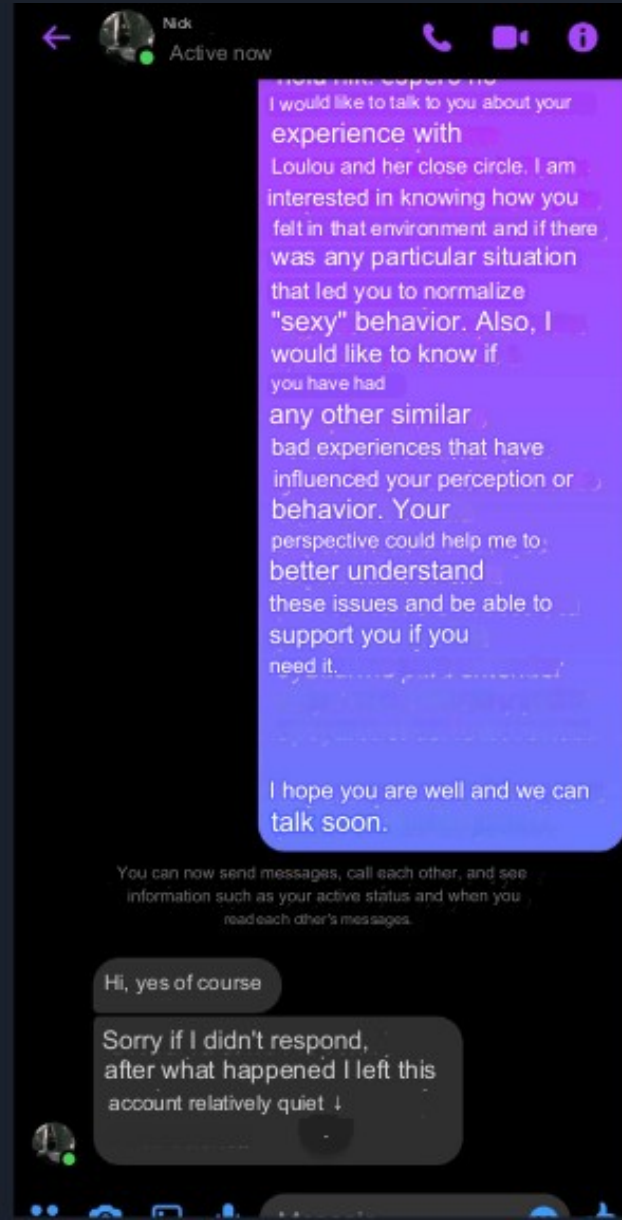 Nick
Active now
I would like to talk to you about your
experience with
Loulou and her close circle. I am
interested in knowing how you
felt in that environment and if there
was any particular situation
that led you to normalize
"sexy" behavior. Also, I
would like to know if
you have had
any other similar
bad experiences that have
influenced your perception or
behavior. Your
perspective could help me to
better understand
these issues and be able to
support you if you
need it.
I hope you are well and we can
talk soon.
You can now send messages, call each other, and see
information such as your active status and when you
read each other's messages.
Hi, yes of course
Sorry if I didn't respond,
after what happened I left this
account relatively quiet ↓